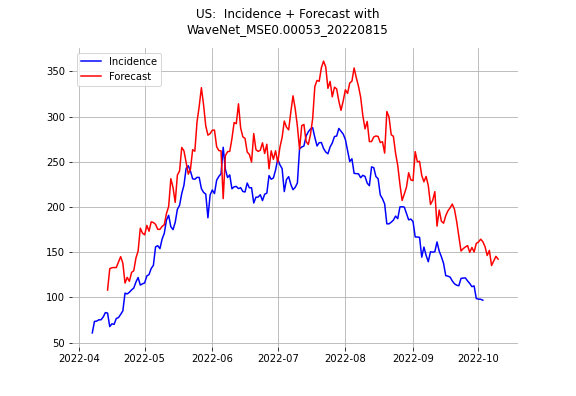 US:  Incidence + Forecast with
WaveNet_MSE0.00053_20220815
Incidence
Forecast
350
300
250
200
150
100
50
2022-04 2022-05 2022-06 2022-07 2022-08 2022-09 2022-10